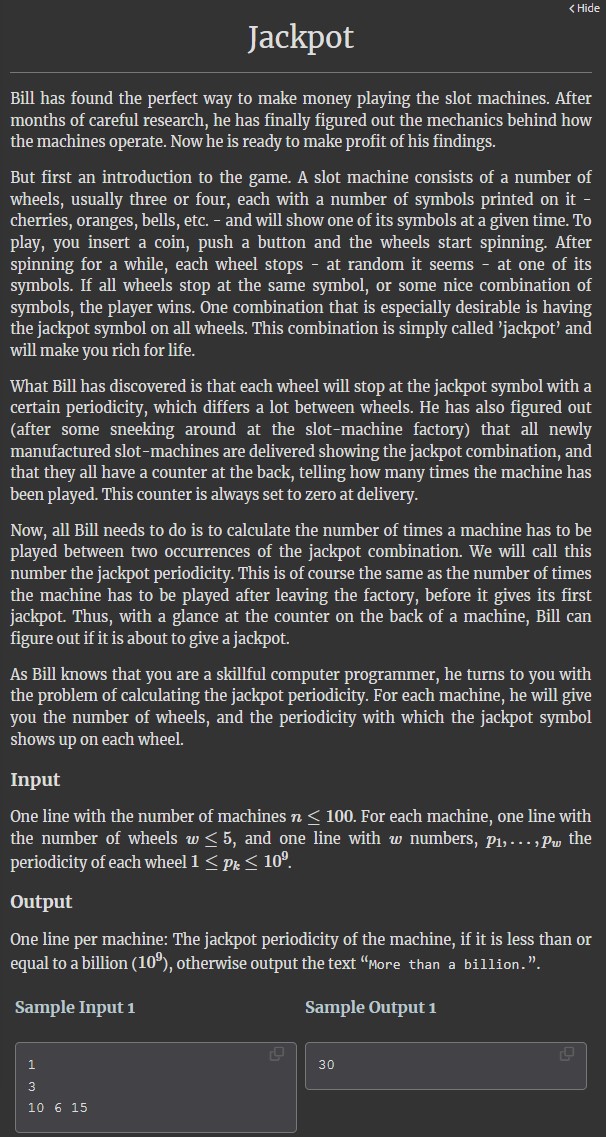 Hide
Jackpot
Bill has found the perfect way to make money playing the slot machines. After
months of careful research, he has finally figured out the mechanics behind how
the machines operate. Now he is ready to make profit of his findings.
But first an introduction to the game. A slot machine consists of a number of
wheels, usually three or four, each with a number of symbols printed on it -
cherries, oranges, bells, etc. - and will show one of its symbols at a given time. To
play, you insert a coin, push a button and the wheels start spinning. After
spinning for a while, each wheel stops - at random it seems - at one of its
symbols. If all wheels stop at the same symbol, or some nice combination of
symbols, the player wins. One combination that is especially desirable is having
the jackpot symbol on all wheels. This combination is simply called ’jackpot’ and
will make you rich for life.
What Bill has discovered is that each wheel will stop at the jackpot symbol with a
certain periodicity, which differs a lot between wheels. He has also figured out
(after some sneeking around at the slot-machine factory) that all newly
manufactured slot-machines are delivered showing the jackpot combination, and
that they all have a counter at the back, telling how many times the machine has
been played. This counter is always set to zero at delivery.
Now, all Bill needs to do is to calculate the number of times a machine has to be
played between two occurrences of the jackpot combination. We will call this
number the jackpot periodicity. This is of course the same as the number of times
the machine has to be played after leaving the factory, before it gives its first
jackpot. Thus, with a glance at the counter on the back of a machine, Bill can
figure out if it is about to give a jackpot.
As Bill knows that you are a skillful computer programmer, he turns to you with
the problem of calculating the jackpot periodicity. For each machine, he will give
you the number of wheels, and the periodicity with which the jackpot symbol
shows up on each wheel.
Input
One line with the number of machines n ≤ 100. For each machine, one line with
the number of wheels w ≤ 5, and one line with w numbers, p₁, . . . , p_w the
periodicity of each wheel 1 ≤ p_k ≤ 10⁹.
Output
One line per machine: The jackpot periodicity of the machine, if it is less than or
equal to a billion (10⁹), otherwise output the text “More than a billion.”.
Sample Input 1
Sample Output 1
1
3
10 6 15
30